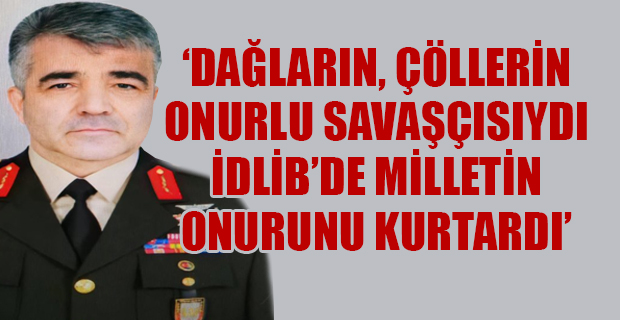 ‘DAĞLARIN, ÇÖLLERİN
ONURLU SAVAŞÇISIYDI
İDLİB’DE MİLLETİN
ONURUNU KURTARDI’